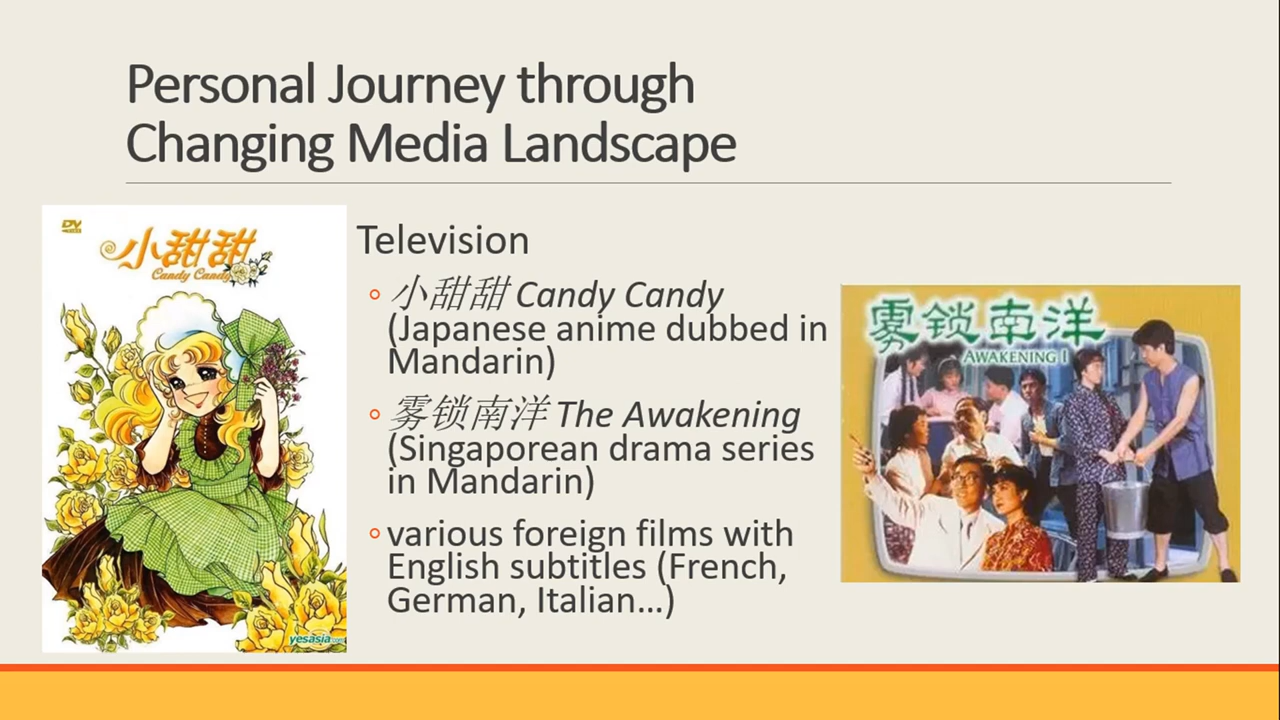 Personal Journey through
Changing Media Landscape
DV
小甜甜
Candy Candy
yesasia.com
Television
小甜甜 Candy Candy
(Japanese anime dubbed in
Mandarin)
雾锁南洋 The Awakening
(Singaporean drama series
in Mandarin)
various foreign films with
English subtitles (French,
German, Italian…)
雾锁南洋
AWAKENING I